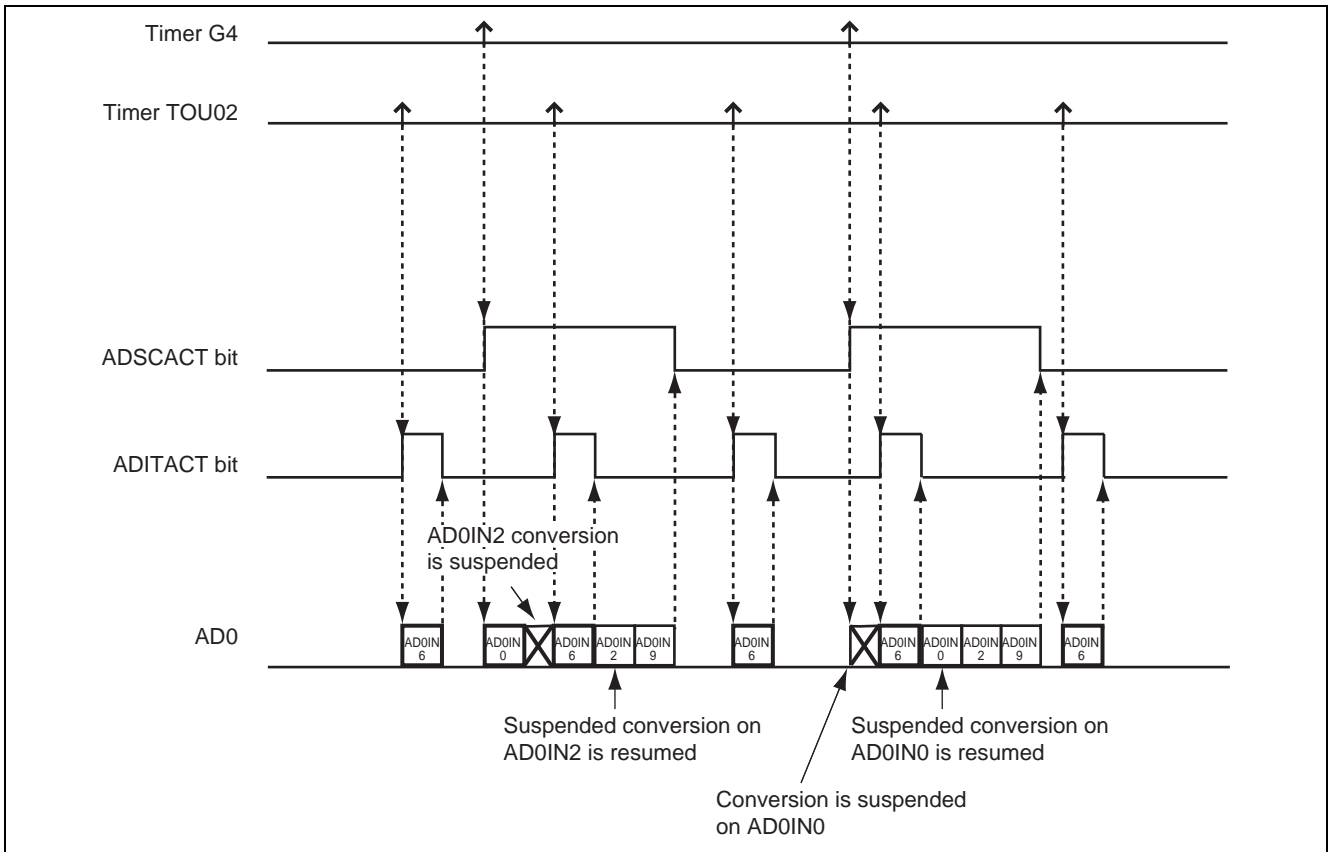 Timer G4
Timer TOU02
ADSCACT bit
ADITACT bit
AD0IN2 conversion
is suspended
AD0
AD0IN
6
AD0IN
0
AD0IN
6
AD0IN
2
AD0IN
9
AD0IN
6
AD0IN
6
AD0IN
0
AD0IN
2
AD0IN
9
AD0IN
6
Suspended conversion on
AD0IN2 is resumed
Suspended conversion on
AD0IN0 is resumed
Conversion is suspended
on AD0IN0